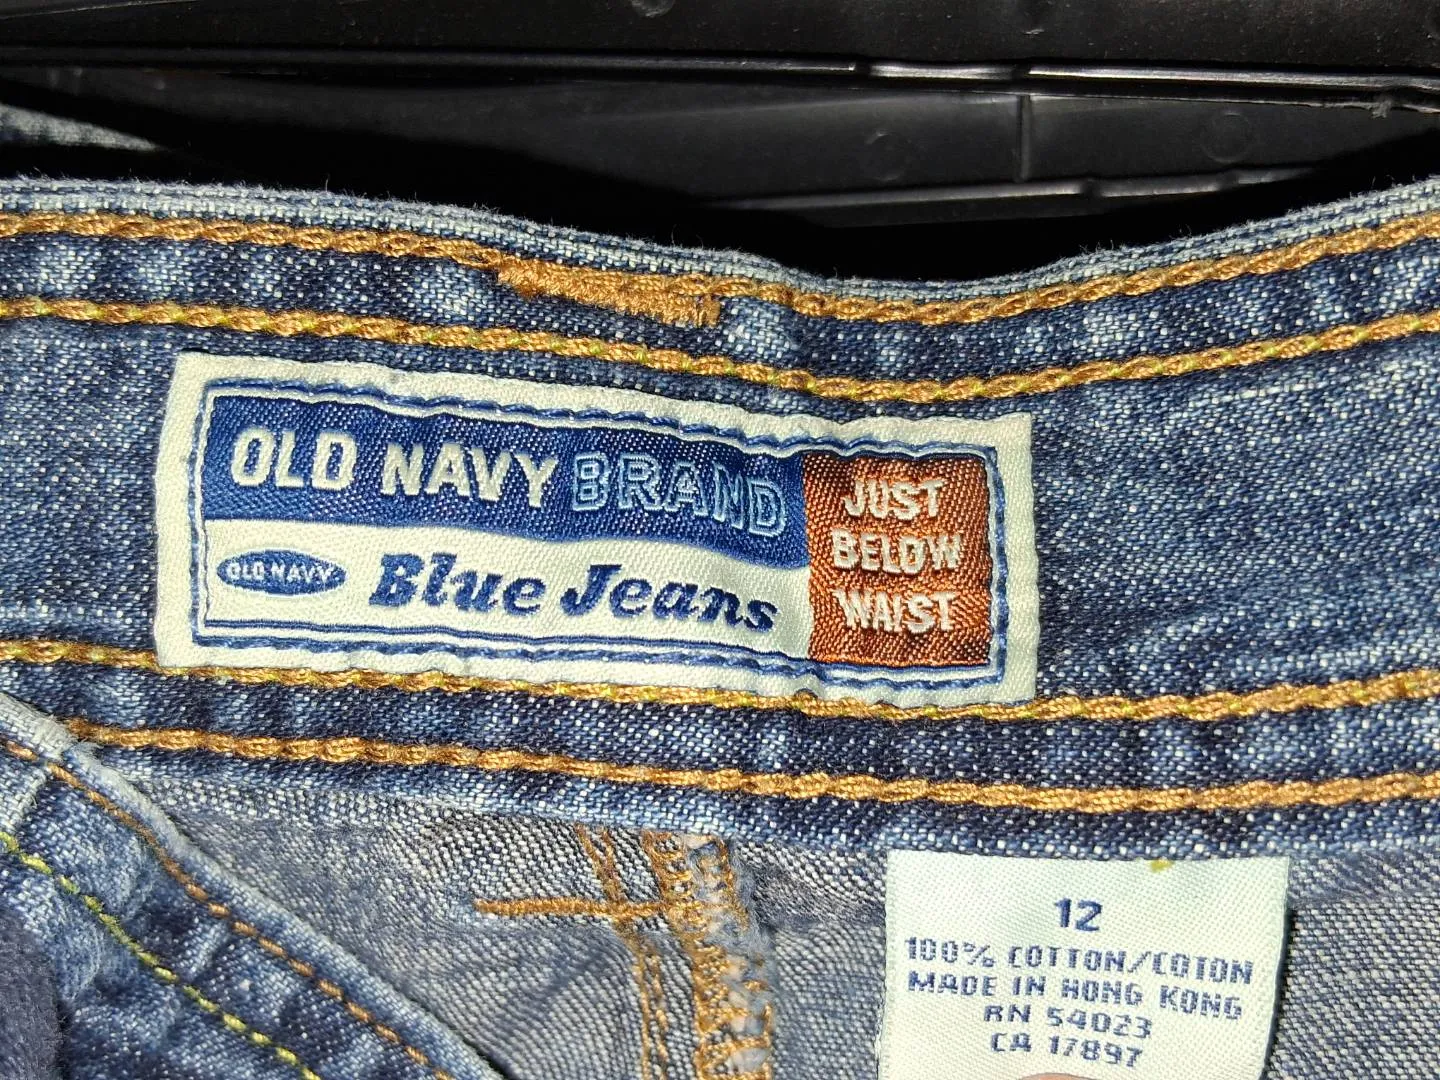 OLD NAVY BRAND
OLD NAVY Blue Jeans
JUST
BELOW
WAIST
12
100% COTTON/COTON
MADE IN HONG KONG
RN 54023
CA 17897